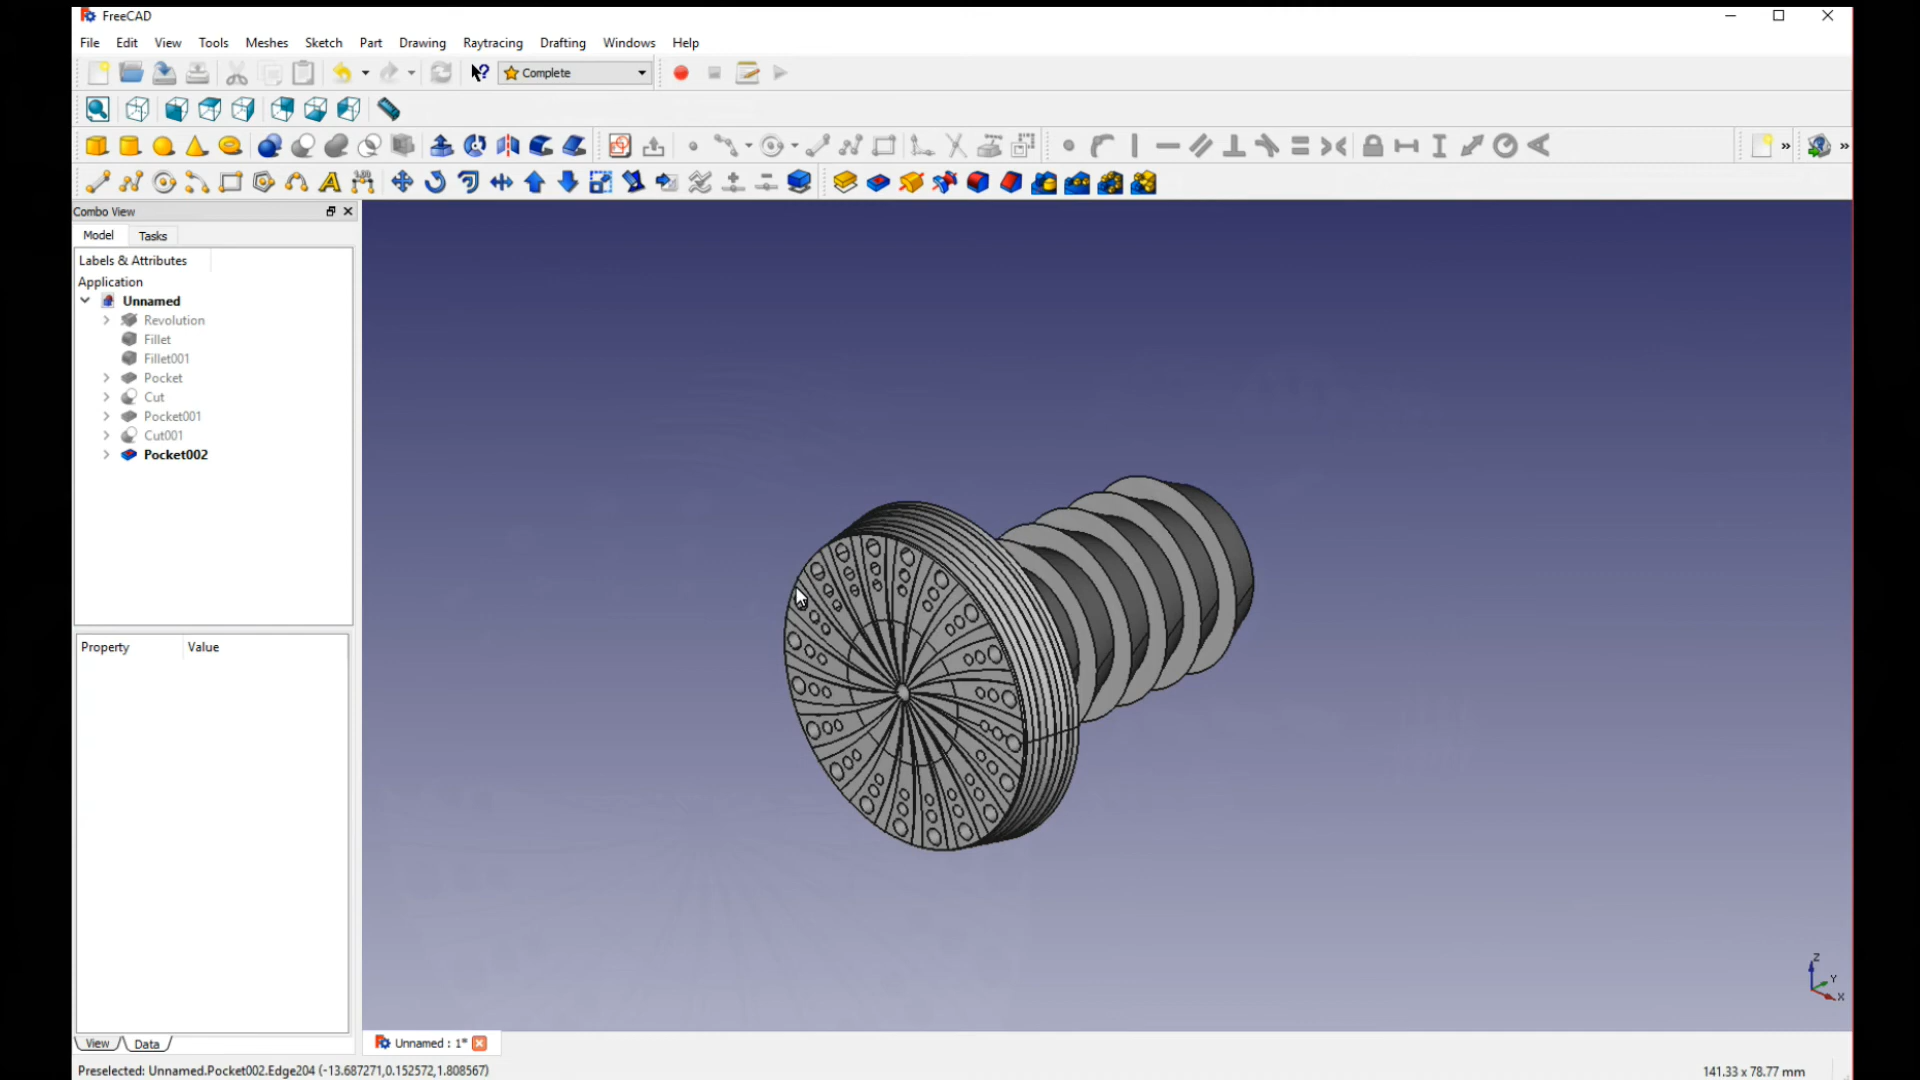 FreeCAD
File Edit View Tools Meshes Sketch Part Drawing Raytracing Drafting Windows Help
Complete
Combo View
Model Tasks
Labels & Attributes
Application
Unnamed
Revolution
Fillet
Fillet001
Pocket
Cut
Pocket001
Cut001
Pocket002
Property Value
Z
Y
X
View Data
Unnamed : 1*
Preselected: Unnamed.Pocket002.Edge204 (-13.687271,0.152572,1.808567)
141.33 x 78.77 mm